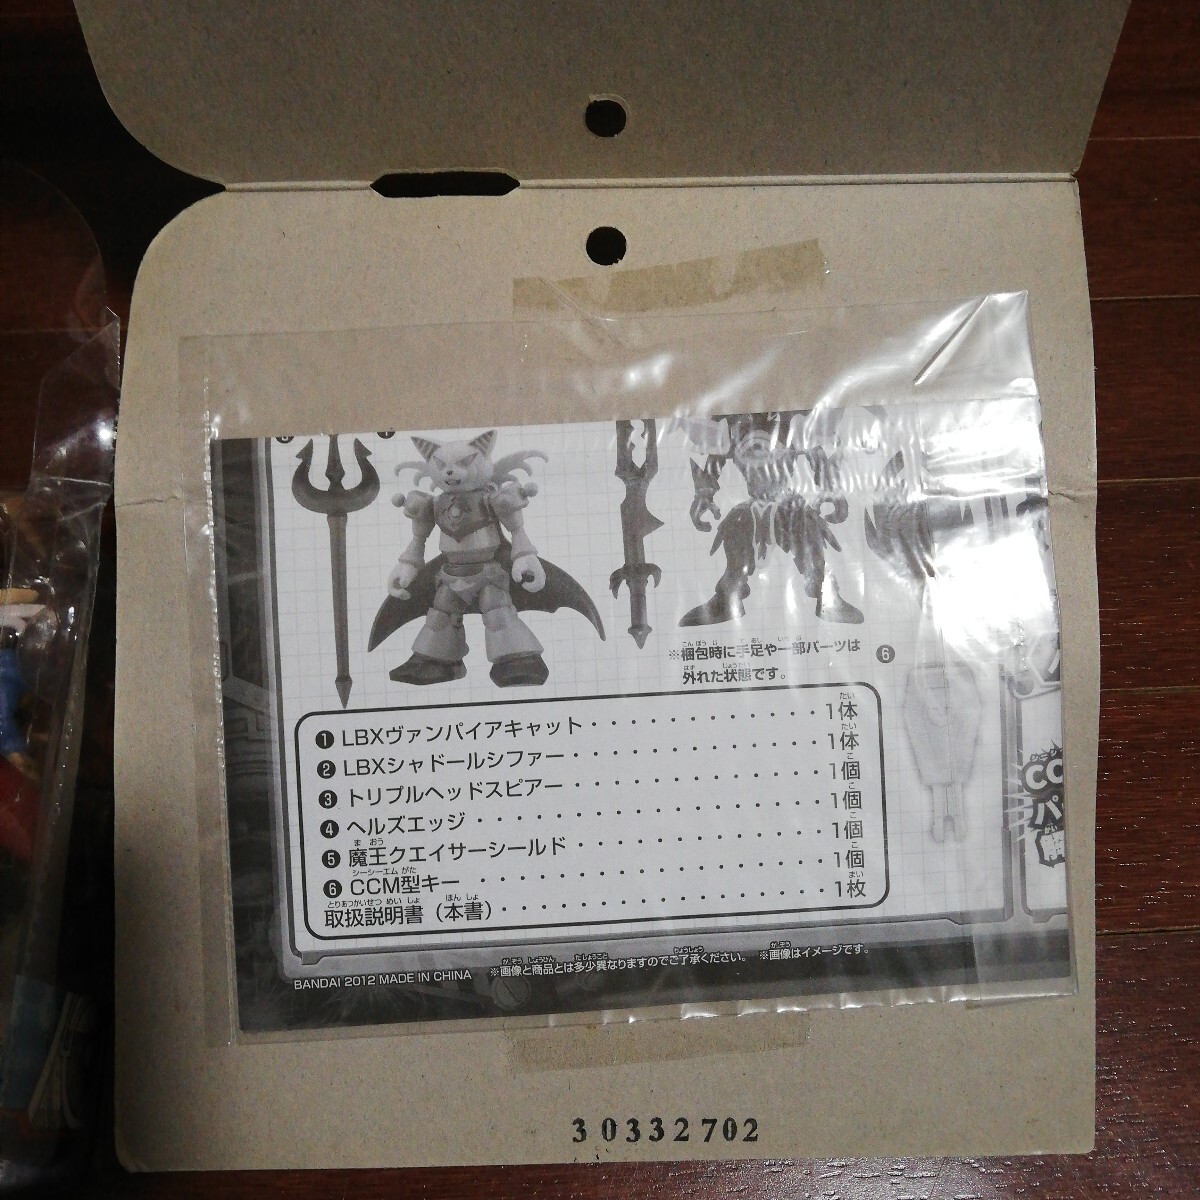 ※梱包時に手足や一部パーツは
外れた状態です。
❻
❶ LBXヴァンパイアキャット・・・・・・・・・・・1体
❷ LBXシャドールシファー・・・・・・・・・・・・1体
❸ トリプルヘッドスピアー・・・・・・・・・・・・1個
❹ ヘルズエッジ・・・・・・・・・・・・・・・・・1個
❺ 魔王クエイサーシールド・・・・・・・・・・・・1個
❻ CCM型キー・・・・・・・・・・・・・・・・・・1個
取扱説明書(本書)・・・・・・・・・・・・・・・・1枚
BANDAI 2012 MADE IN CHINA ※画像と商品とは多少異なりますのでご了承ください。 ※画像はイメージです。
30332702